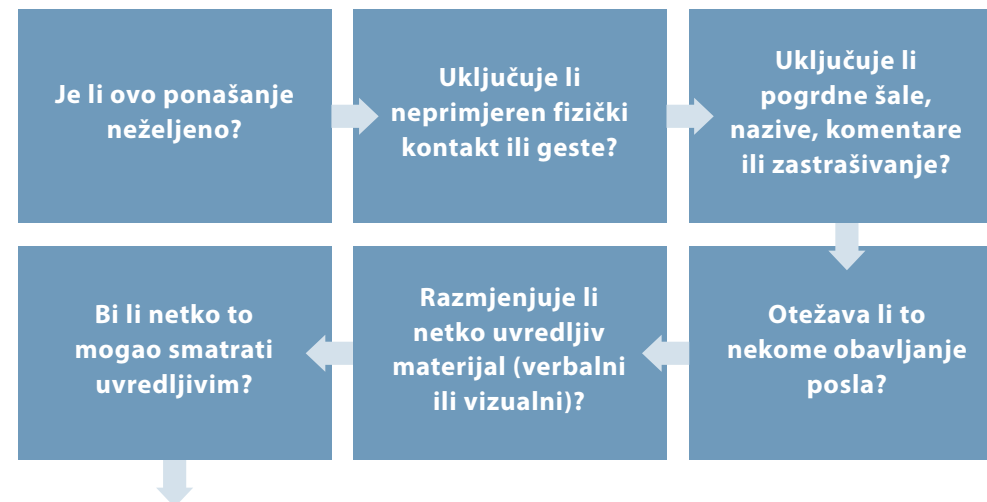 Je li ovo ponašanje
neželjeno?
Uključuje li
neprimjeren fizički
kontakt ili geste?
Uključuje li
pogrdne šale,
nazive, komentare
ili zastrašivanje?
Otežava li to
nekome obavljanje
posla?
Razmjenjuje li
netko uvredljiv
materijal (verbalni
ili vizualni)?
Bi li netko to
mogao smatrati
uvredljivim?